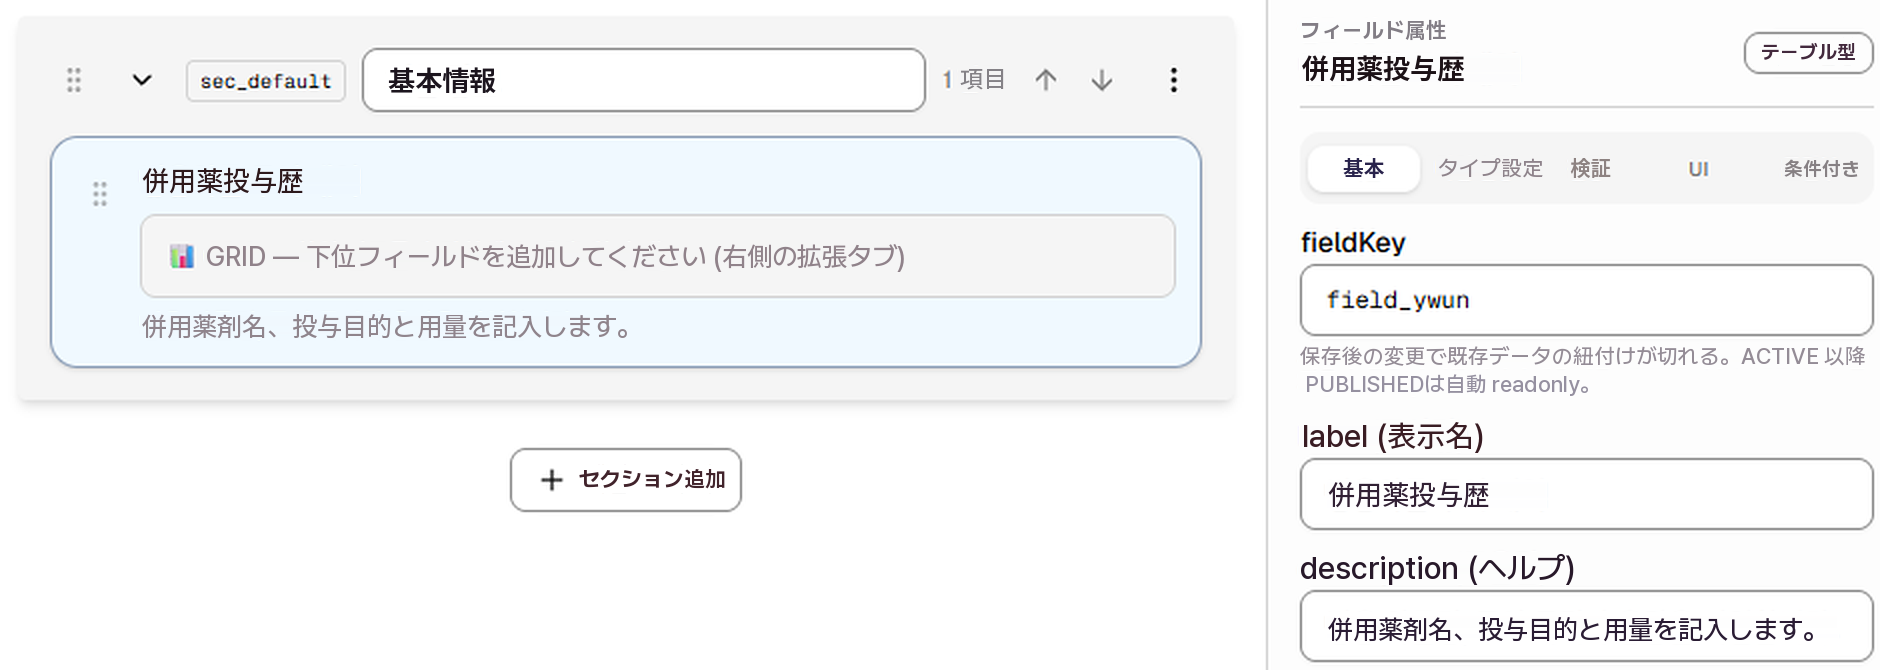 sec_default
基本情報
1 項目
併用薬投与歴
GRID — 下位フィールドを追加してください (右側の拡張タブ)
併用薬剤名、投与目的と用量を記入します。
セクション追加
フィールド属性
併用薬投与歴
テーブル型
基本 タイプ設定 検証 UI 条件付き
fieldKey
field_ywun
保存後の変更で既存データの紐付けが切れる。ACTIVE 以降
PUBLISHEDは自動 readonly。
label (表示名)
併用薬投与歴
description (ヘルプ)
併用薬剤名、投与目的と用量を記入します。